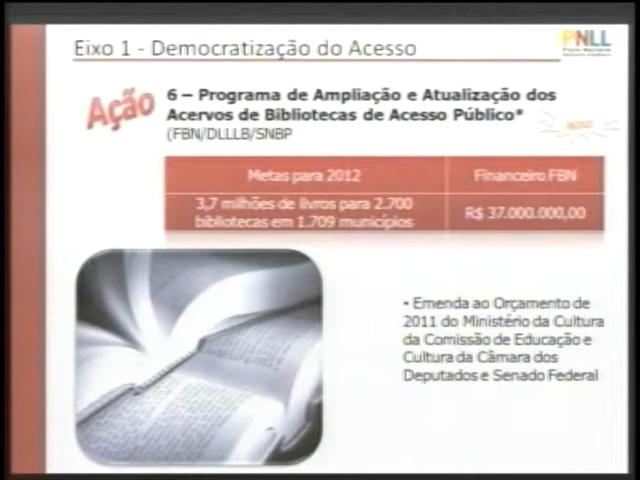 Eixo 1 - Democratização do Acesso
PNLL
Ação
6 – Programa de Ampliação e Atualização dos
Acervos de Bibliotecas de Acesso Público*
(FBN/DLLLB/SNBP
Metas para 2012
Financeiro FBN
3,7 milhões de livros para 2.700
bibliotecas em 1.709 municípios
R$ 37.000.000,00
• Emenda ao Orçamento de
2011 do Ministério da Cultura
da Comissão de Educação e
Cultura da Câmara dos
Deputados e Senado Federal